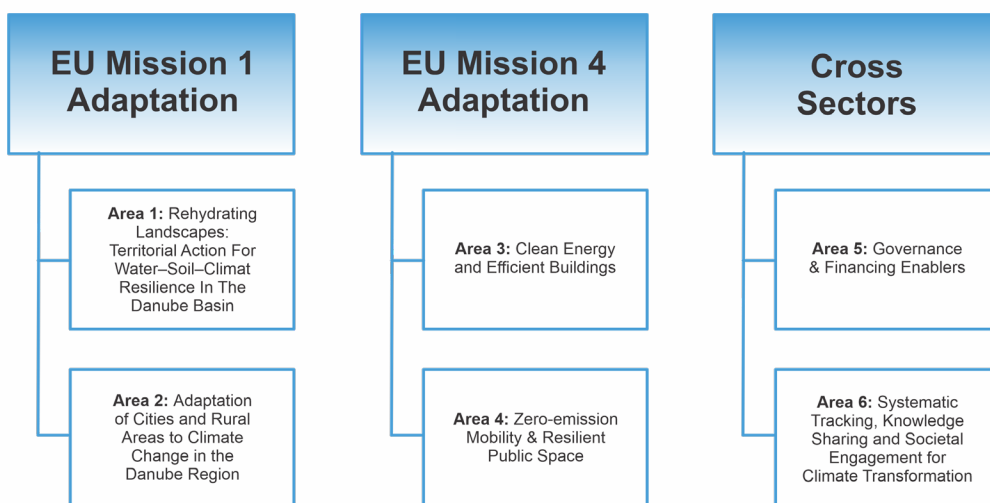 EU Mission 1
Adaptation
Area 1: Rehydrating
Landscapes:
Territorial Action For
Water–Soil–Climat
Resilience In The
Danube Basin
Area 2: Adaptation
of Cities and Rural
Areas to Climate
Change in the
Danube Region
EU Mission 4
Adaptation
Area 3: Clean Energy
and Efficient Buildings
Area 4: Zero-emission
Mobility & Resilient
Public Space
Cross
Sectors
Area 5: Governance
& Financing Enablers
Area 6: Systematic
Tracking, Knowledge
Sharing and Societal
Engagement for
Climate Transformation